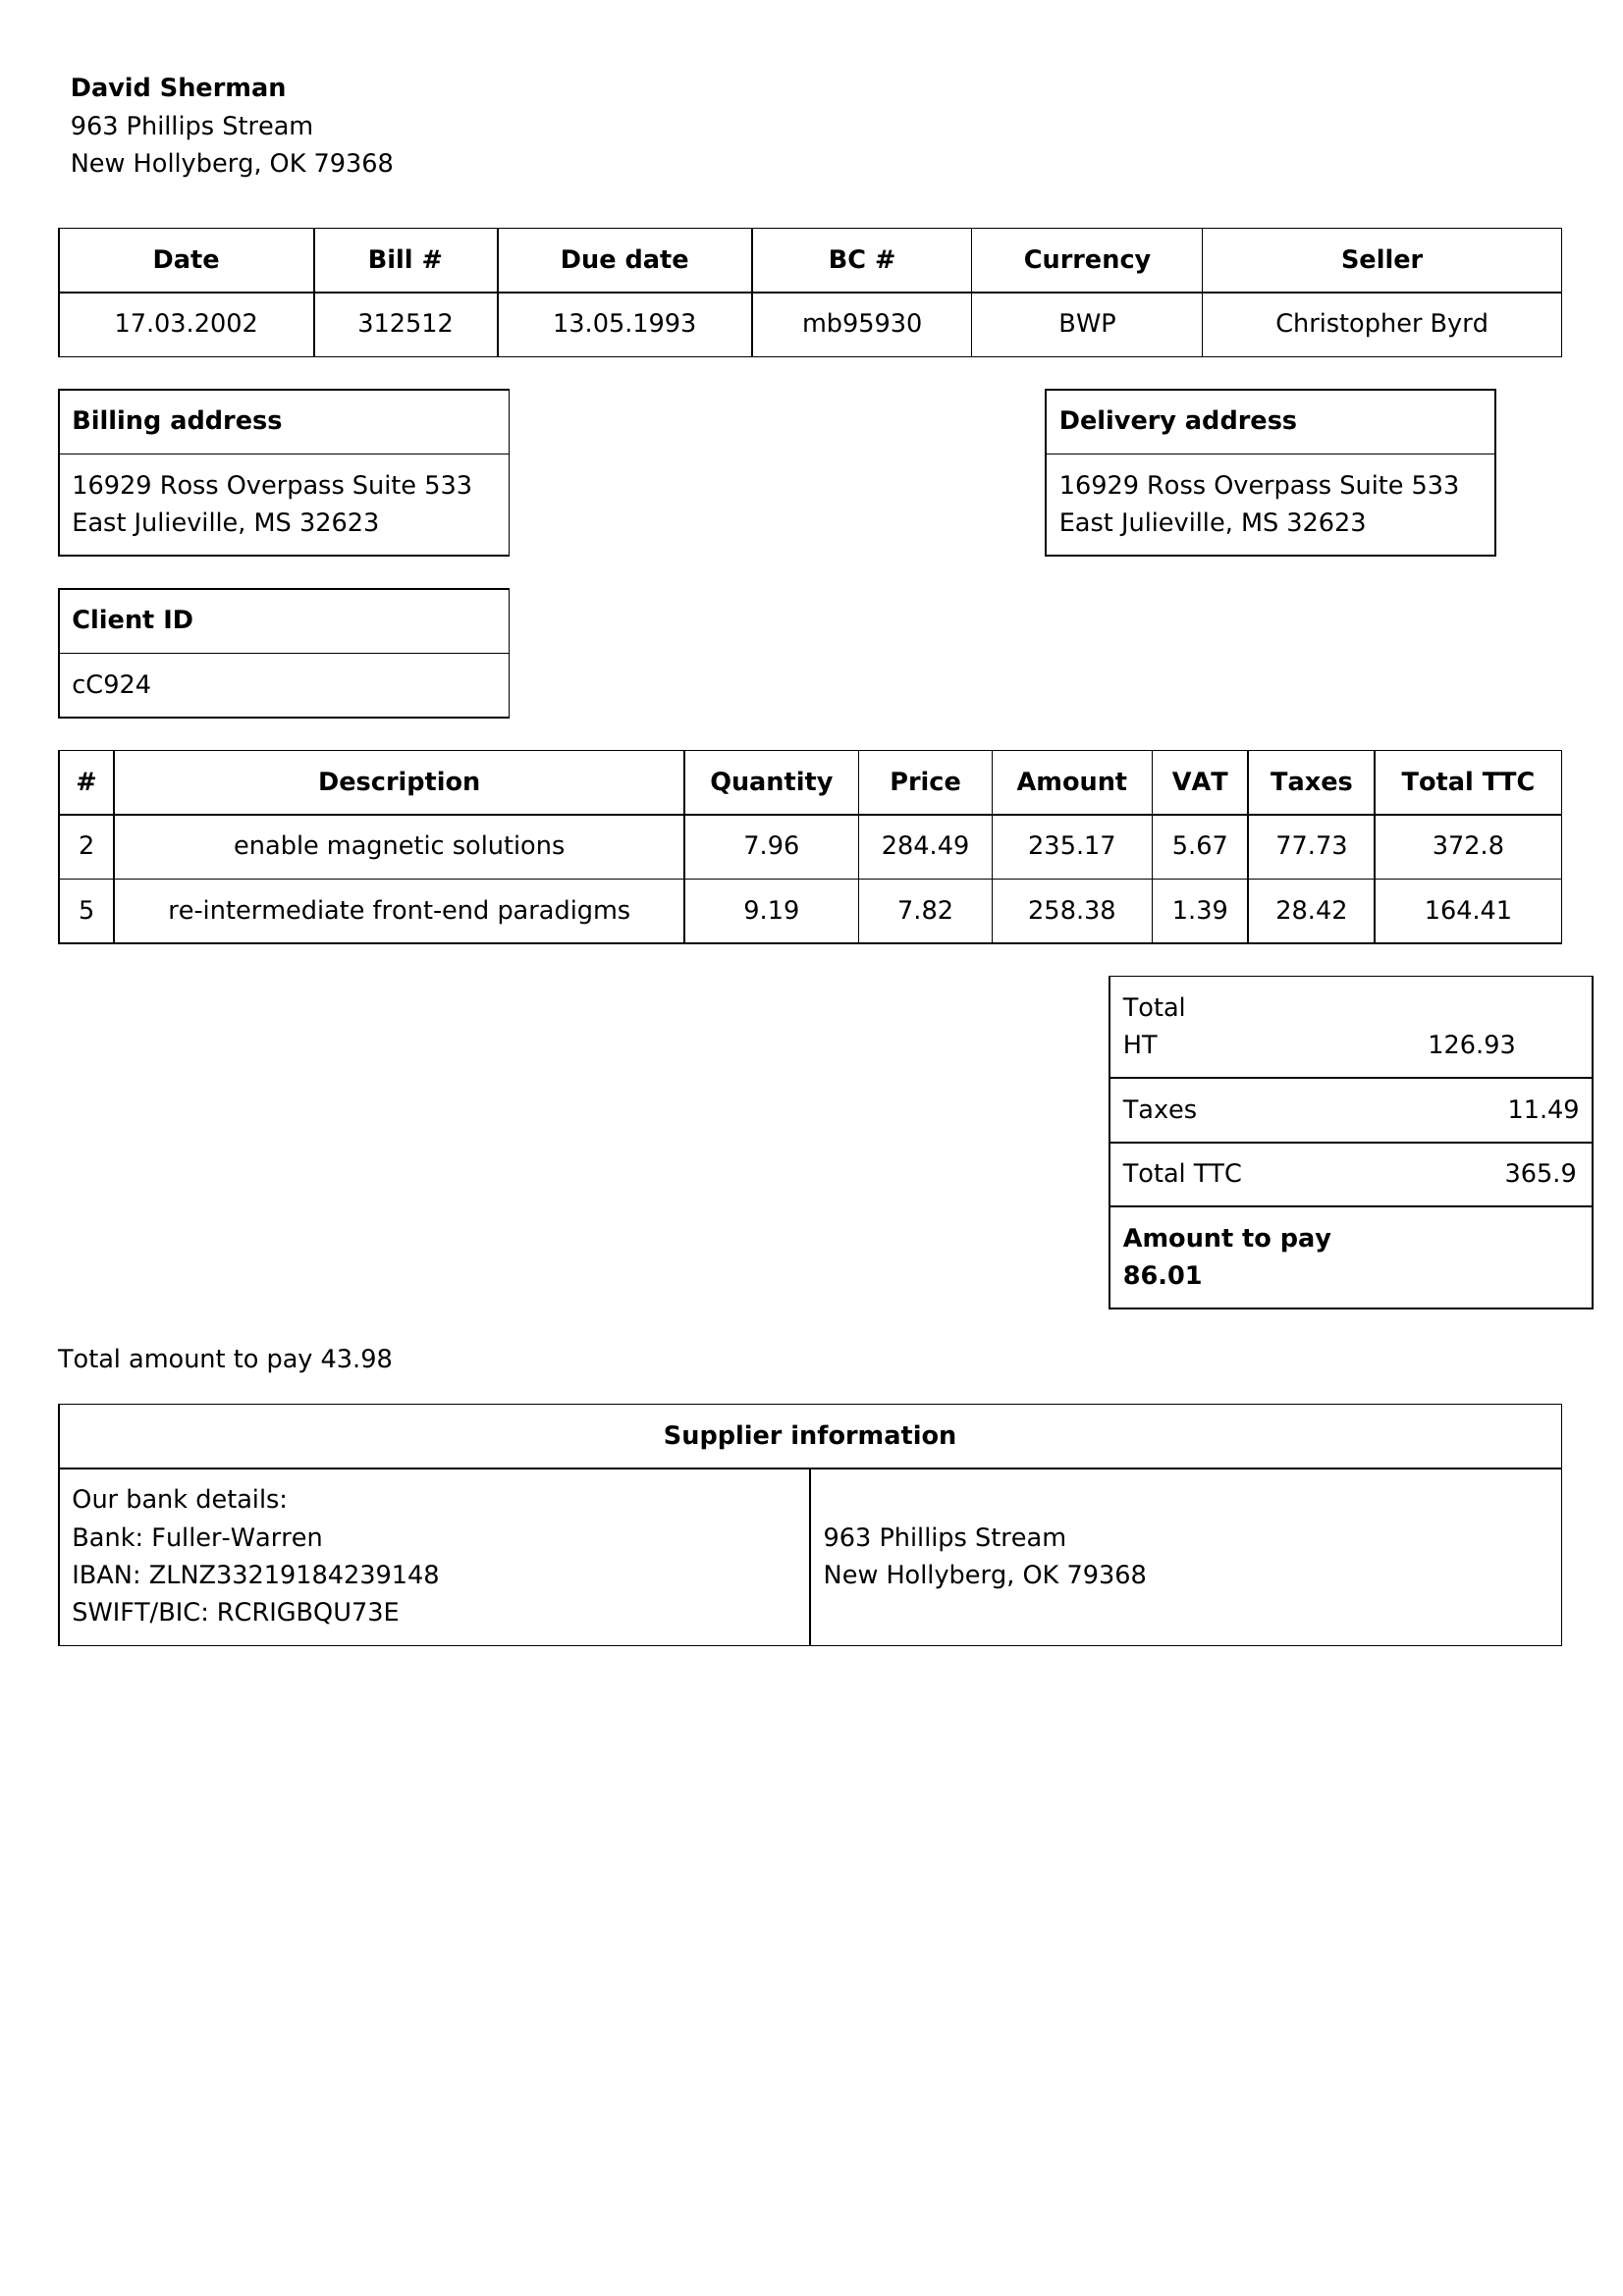 David Sherman
963 Phillips Stream
New Hollyberg, OK 79368
Date Bill # Due date BC # Currency Seller
17.03.2002 312512 13.05.1993 mb95930 BWP Christopher Byrd
Billing address
16929 Ross Overpass Suite 533
East Julieville, MS 32623
Delivery address
16929 Ross Overpass Suite 533
East Julieville, MS 32623
Client ID
cC924
# Description Quantity Price Amount VAT Taxes Total TTC
2 enable magnetic solutions 7.96 284.49 235.17 5.67 77.73 372.8
5 re-intermediate front-end paradigms 9.19 7.82 258.38 1.39 28.42 164.41
Total
HT 126.93
Taxes 11.49
Total TTC 365.9
Amount to pay
86.01
Total amount to pay 43.98
Supplier information
Our bank details:
Bank: Fuller-Warren
IBAN: ZLNZ33219184239148
SWIFT/BIC: RCRIGBQU73E
963 Phillips Stream
New Hollyberg, OK 79368